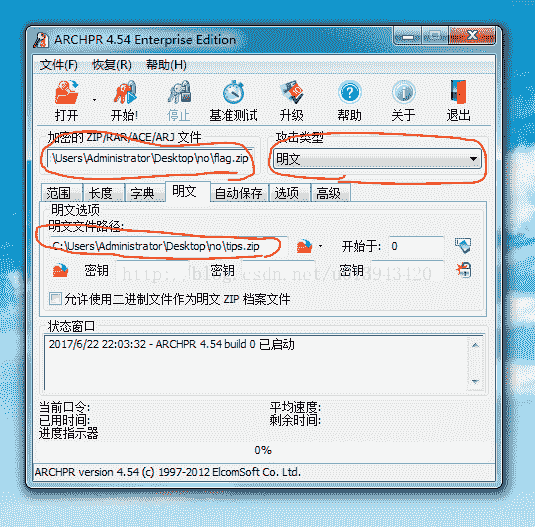 ARCHPR 4.54 Enterprise Edition
文件(F) 恢复(R) 帮助(H)
打开 开始! 停止 基准测试 升级 帮助 关于 退出
加密的 ZIP/RAR/ACE/ARJ 文件 攻击类型
\Users\Administrator\Desktop\no\flag.zip 明文
范围 长度 字典 明文 自动保存 选项 高级
明文选项
明文文件路径:
C:\Users\Administrator\Desktop\no\tips.zip 开始于: 0
密钥 密钥 密钥
允许使用二进制文件作为明文 ZIP 档案文件
状态窗口
2017/6/22 22:03:32 - ARCHPR 4.54 build 0 已启动
当前口令: 平均速度:
已用时间: 剩余时间:
进度指示器
0%
ARCHPR version 4.54 (c) 1997-2012 ElcomSoft Co. Ltd.